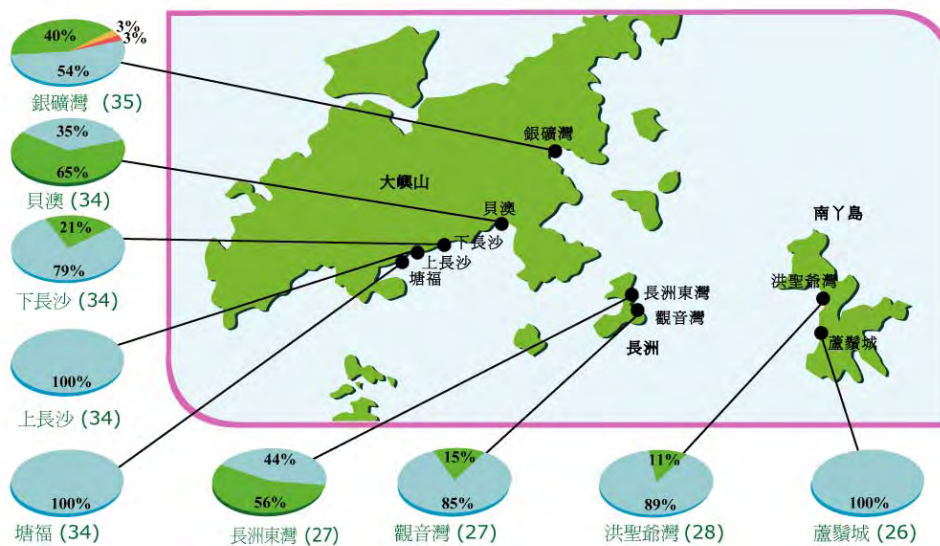 40%
3%
3%
54%
銀礦灣 (35)
35%
65%
貝澳 (34)
21%
79%
下長沙 (34)
100%
上長沙 (34)
100%
塘福 (34)
44%
56%
長洲東灣 (27)
15%
85%
觀音灣 (27)
11%
89%
洪聖爺灣 (28)
100%
蘆鬚城 (26)
銀礦灣
大嶼山
貝澳
下長沙
上長沙
塘福
長洲東灣
觀音灣
長洲
南丫島
洪聖爺灣
蘆鬚城